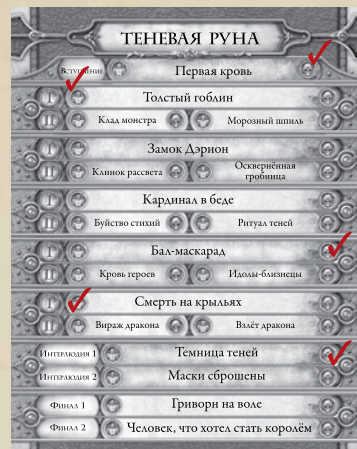 ТЕНЕВАЯ РУНА
Вступление Первая кровь
I Толстый гоблин
II Клад монстра Морозный шпиль
I Замок Дэрион
II Клинок рассвета Осквернённая гробница
I Кардинал в беде
II Буйство стихий Ритуал теней
I Бал-маскарад
II Кровь героев Идолы-близнецы
I Смерть на крыльях
II Вираж дракона Взлёт дракона
Интерлюдия 1 Темница теней
Интерлюдия 2 Маски сброшены
Финал 1 Гриворн на воле
Финал 2 Человек, что хотел стать королём